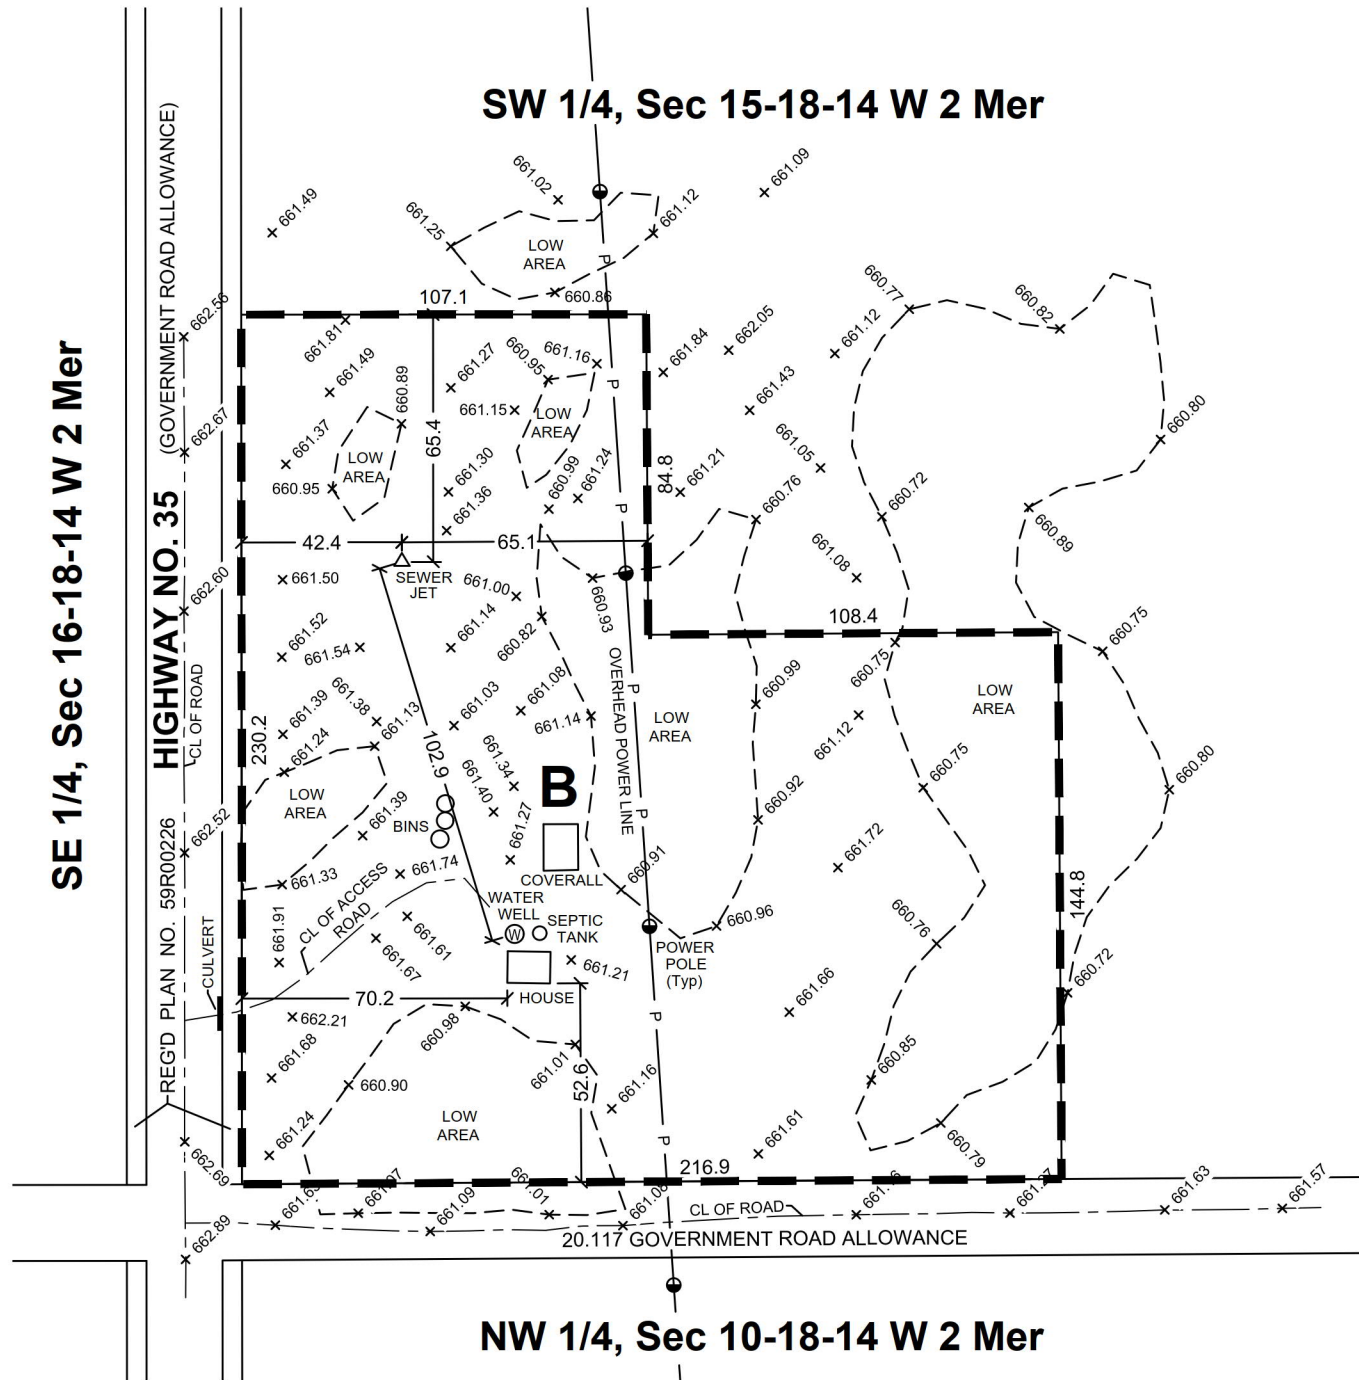 SW 1/4, Sec 15-18-14 W 2 Mer
661.09
661.02
661.49
661.25
661.12
LOW
AREA
660.86
107.1
662.56
661.81
661.49
660.89
661.27
660.95
661.16
661.84
662.05
661.12
660.77
660.82
661.43
660.80
(GOVERNMENT ROAD ALLOWANCE)
662.67
661.37
LOW
AREA
660.95
65.4
661.15
LOW
AREA
661.30
661.36
660.99
661.24
84.8
661.21
661.05
660.76
660.72
660.89
P
P
P
42.4
65.1
SEWER
JET
661.50
661.00
660.93
661.08
108.4
660.75
662.60
661.52
661.54
661.14
660.82
OVERHEAD POWER LINE
P
P
660.99
660.75
LOW
AREA
SE 1/4, Sec 16-18-14 W 2 Mer
HIGHWAY NO. 35
CL OF ROAD
230.2
661.39
661.38
661.13
661.03
661.08
661.14
LOW
AREA
661.12
661.24
LOW
AREA
102.9
661.34
661.40
B
660.92
660.75
660.80
662.52
661.39
BINS
661.27
COVERALL
660.91
661.72
144.8
661.33
661.74
CL OF ACCESS
ROAD
WATER
WELL
W
SEPTIC
TANK
660.96
660.76
REG'D PLAN NO. 59R00226
CULVERT
661.91
661.61
661.67
661.21
POWER
POLE
(Typ)
660.72
70.2
HOUSE
P
661.66
662.21
660.98
661.01
661.68
660.90
52.6
661.16
660.85
661.24
LOW
AREA
P
661.61
660.79
662.69
216.9
661.09
661.01
661.08
CL OF ROAD
661.63
661.57
662.89
20.117 GOVERNMENT ROAD ALLOWANCE
NW 1/4, Sec 10-18-14 W 2 Mer